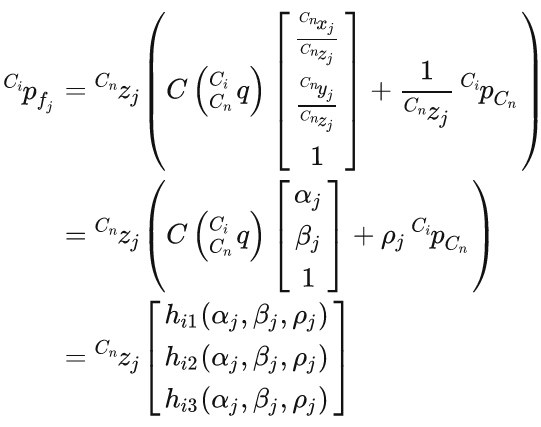 $${}^{C_i}p_{f_j} = {}^{C_n}z_j \left( C\left({}^{C_i}_{C_n}q\right) \begin{bmatrix} \frac{{}^{C_n}x_j}{{}^{C_n}z_j} \\ \frac{{}^{C_n}y_j}{{}^{C_n}z_j} \\ 1 \end{bmatrix} + \frac{1}{{}^{C_n}z_j} {}^{C_i}p_{C_n} \right)$$
$$= {}^{C_n}z_j \left( C\left({}^{C_i}_{C_n}q\right) \begin{bmatrix} \alpha_j \\ \beta_j \\ 1 \end{bmatrix} + \rho_j {}^{C_i}p_{C_n} \right)$$
$$= {}^{C_n}z_j \begin{bmatrix} h_{i1}(\alpha_j, \beta_j, \rho_j) \\ h_{i2}(\alpha_j, \beta_j, \rho_j) \\ h_{i3}(\alpha_j, \beta_j, \rho_j) \end{bmatrix}$$